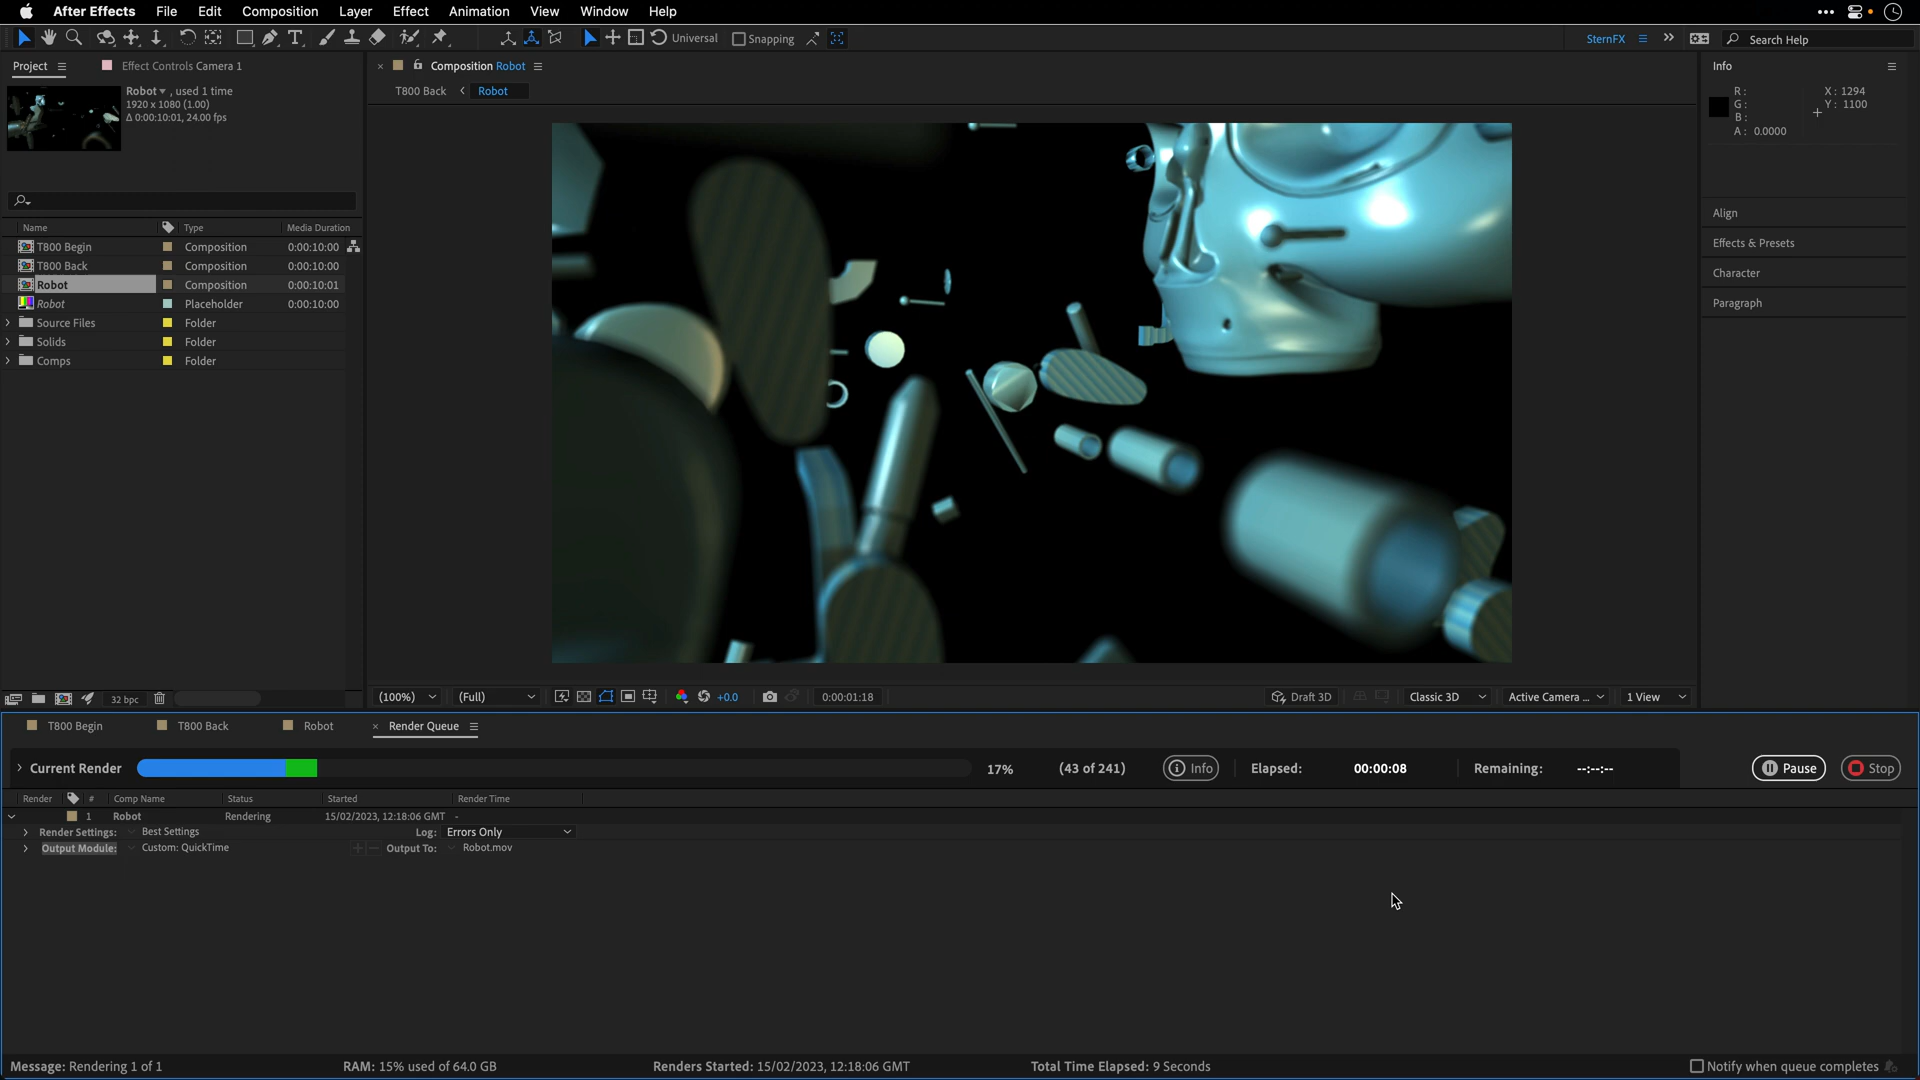 After Effects File Edit Composition Layer Effect Animation View Window Help
Universal Snapping SternFX Search Help
Project Effect Controls Camera 1 Composition Robot Info
Robot , used 1 time
1920 x 1080 (1.00)
Δ 0:00:10:01, 24.00 fps
T800 Back Robot
R: X: 1294
G: Y: 1100
B:
A: 0.0000
Name Type Media Duration
T800 Begin Composition 0:00:10:00
T800 Back Composition 0:00:10:00
Robot Composition 0:00:10:01
Robot Placeholder 0:00:10:00
Source Files Folder
Solids Folder
Comps Folder
Align
Effects & Presets
Character
Paragraph
32 bpc (100%) (Full) +0.0 0:00:01:18 Draft 3D Classic 3D Active Camera ... 1 View
T800 Begin T800 Back Robot Render Queue
Current Render 17% (43 of 241) Info Elapsed: 00:00:08 Remaining: --:--:-- Pause Stop
Render # Comp Name Status Started Render Time
1 Robot Rendering 15/02/2023, 12:18:06 GMT -
Render Settings: Best Settings Log: Errors Only
Output Module: Custom: QuickTime Output To: Robot.mov
Message: Rendering 1 of 1 RAM: 15% used of 64.0 GB Renders Started: 15/02/2023, 12:18:06 GMT Total Time Elapsed: 9 Seconds Notify when queue completes